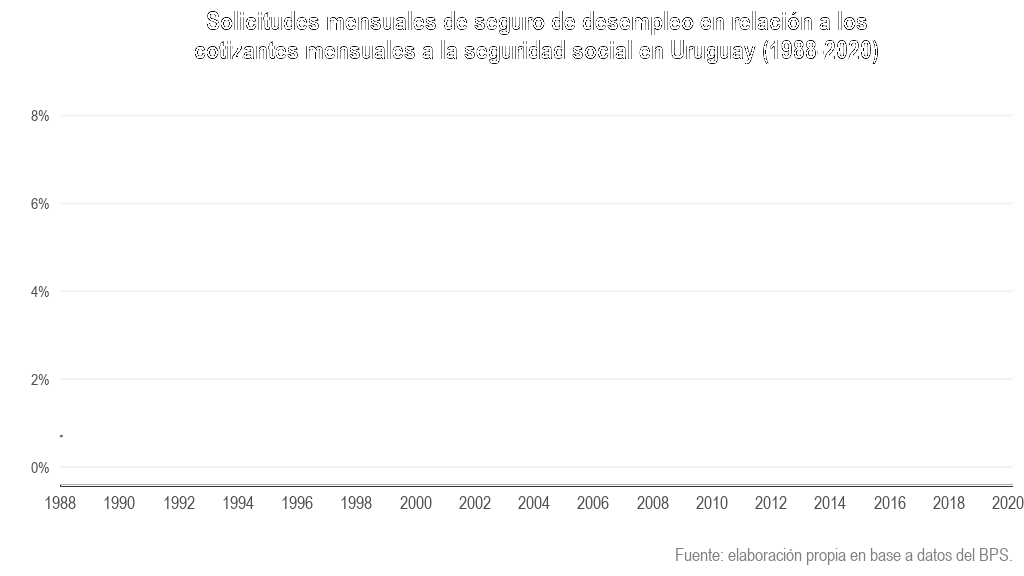 Solicitudes mensuales de seguro de desempleo en relación a los
cotizantes mensuales a la seguridad social en Uruguay (1988-2020)
8%
6%
4%
2%
0%
1988 1990 1992 1994 1996 1998 2000 2002 2004 2006 2008 2010 2012 2014 2016 2018 2020
Fuente: elaboración propia en base a datos del BPS.